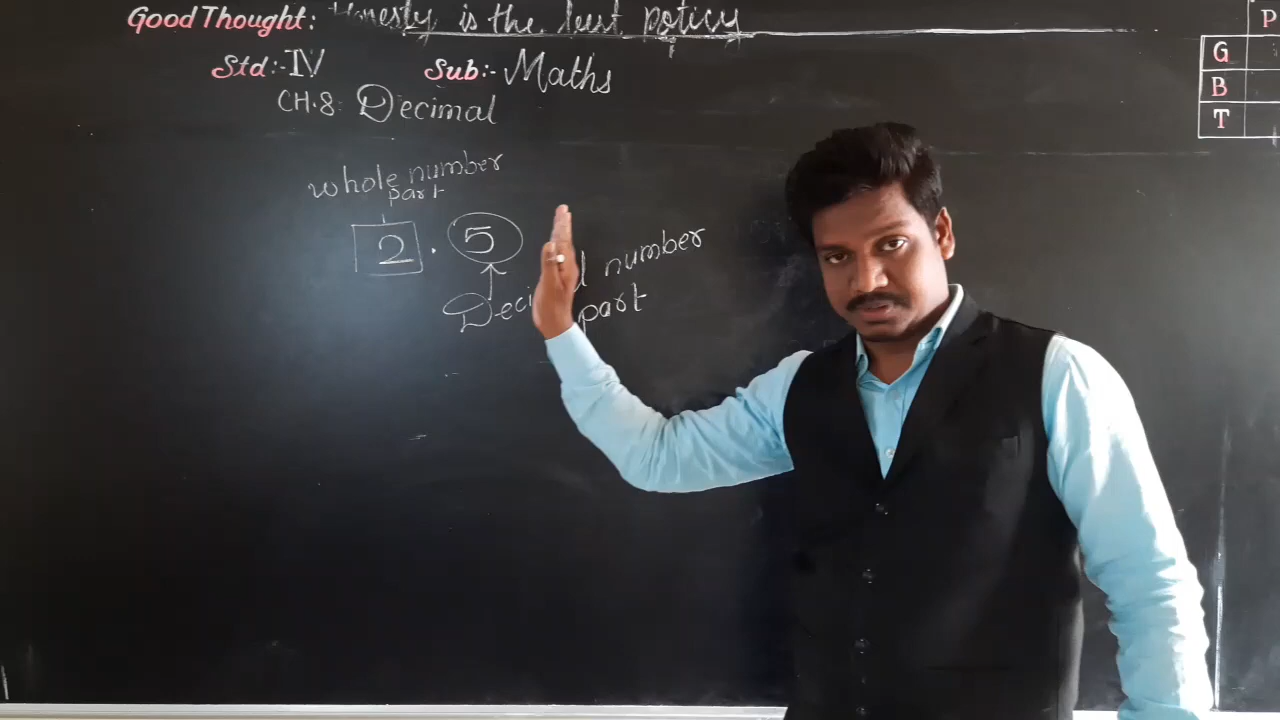 Good Thought: Honesty is the best policy
Std:- IV Sub:- Maths
CH.8: Decimal
whole number
part
2 . 5
number
part
P
G
B
T